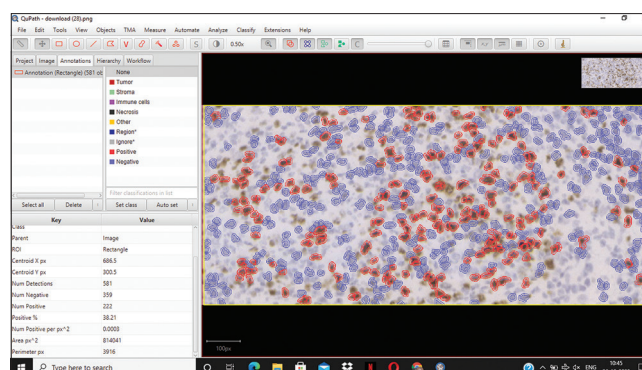 QuPath - download (28).png
File Edit Tools View Objects TMA Measure Automate Analyze Classify Extensions Help
0.50x
Project Image Annotations Hierarchy Workflow
Annotation (Rectangle) (581 ob
None
Tumor
Stroma
Immune cells
Necrosis
Other
Region*
Ignore*
Positive
Negative
Filter classifications in list
Select all Delete Set class Auto set
Key Value
Class
Parent Image
ROI Rectangle
Centroid X px 686.5
Centroid Y px 300.5
Num Detections 581
Num Negative 359
Num Positive 222
Positive % 38.21
Num Positive per px^2 0.0003
Area px^2 814041
Perimeter px 3916
100px
Type here to search
ENG
10:45